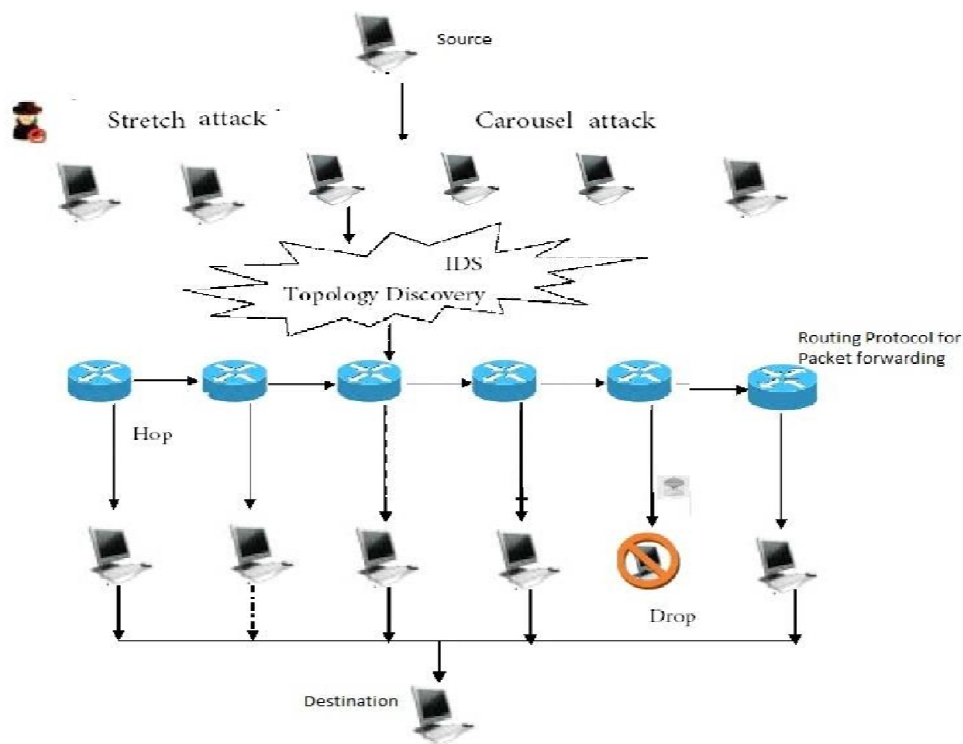 Source
Stretch attack
Carousel attack
IDS
Topology Discovery
Routing Protocol for
Packet forwarding
Hop
Drop
Destination